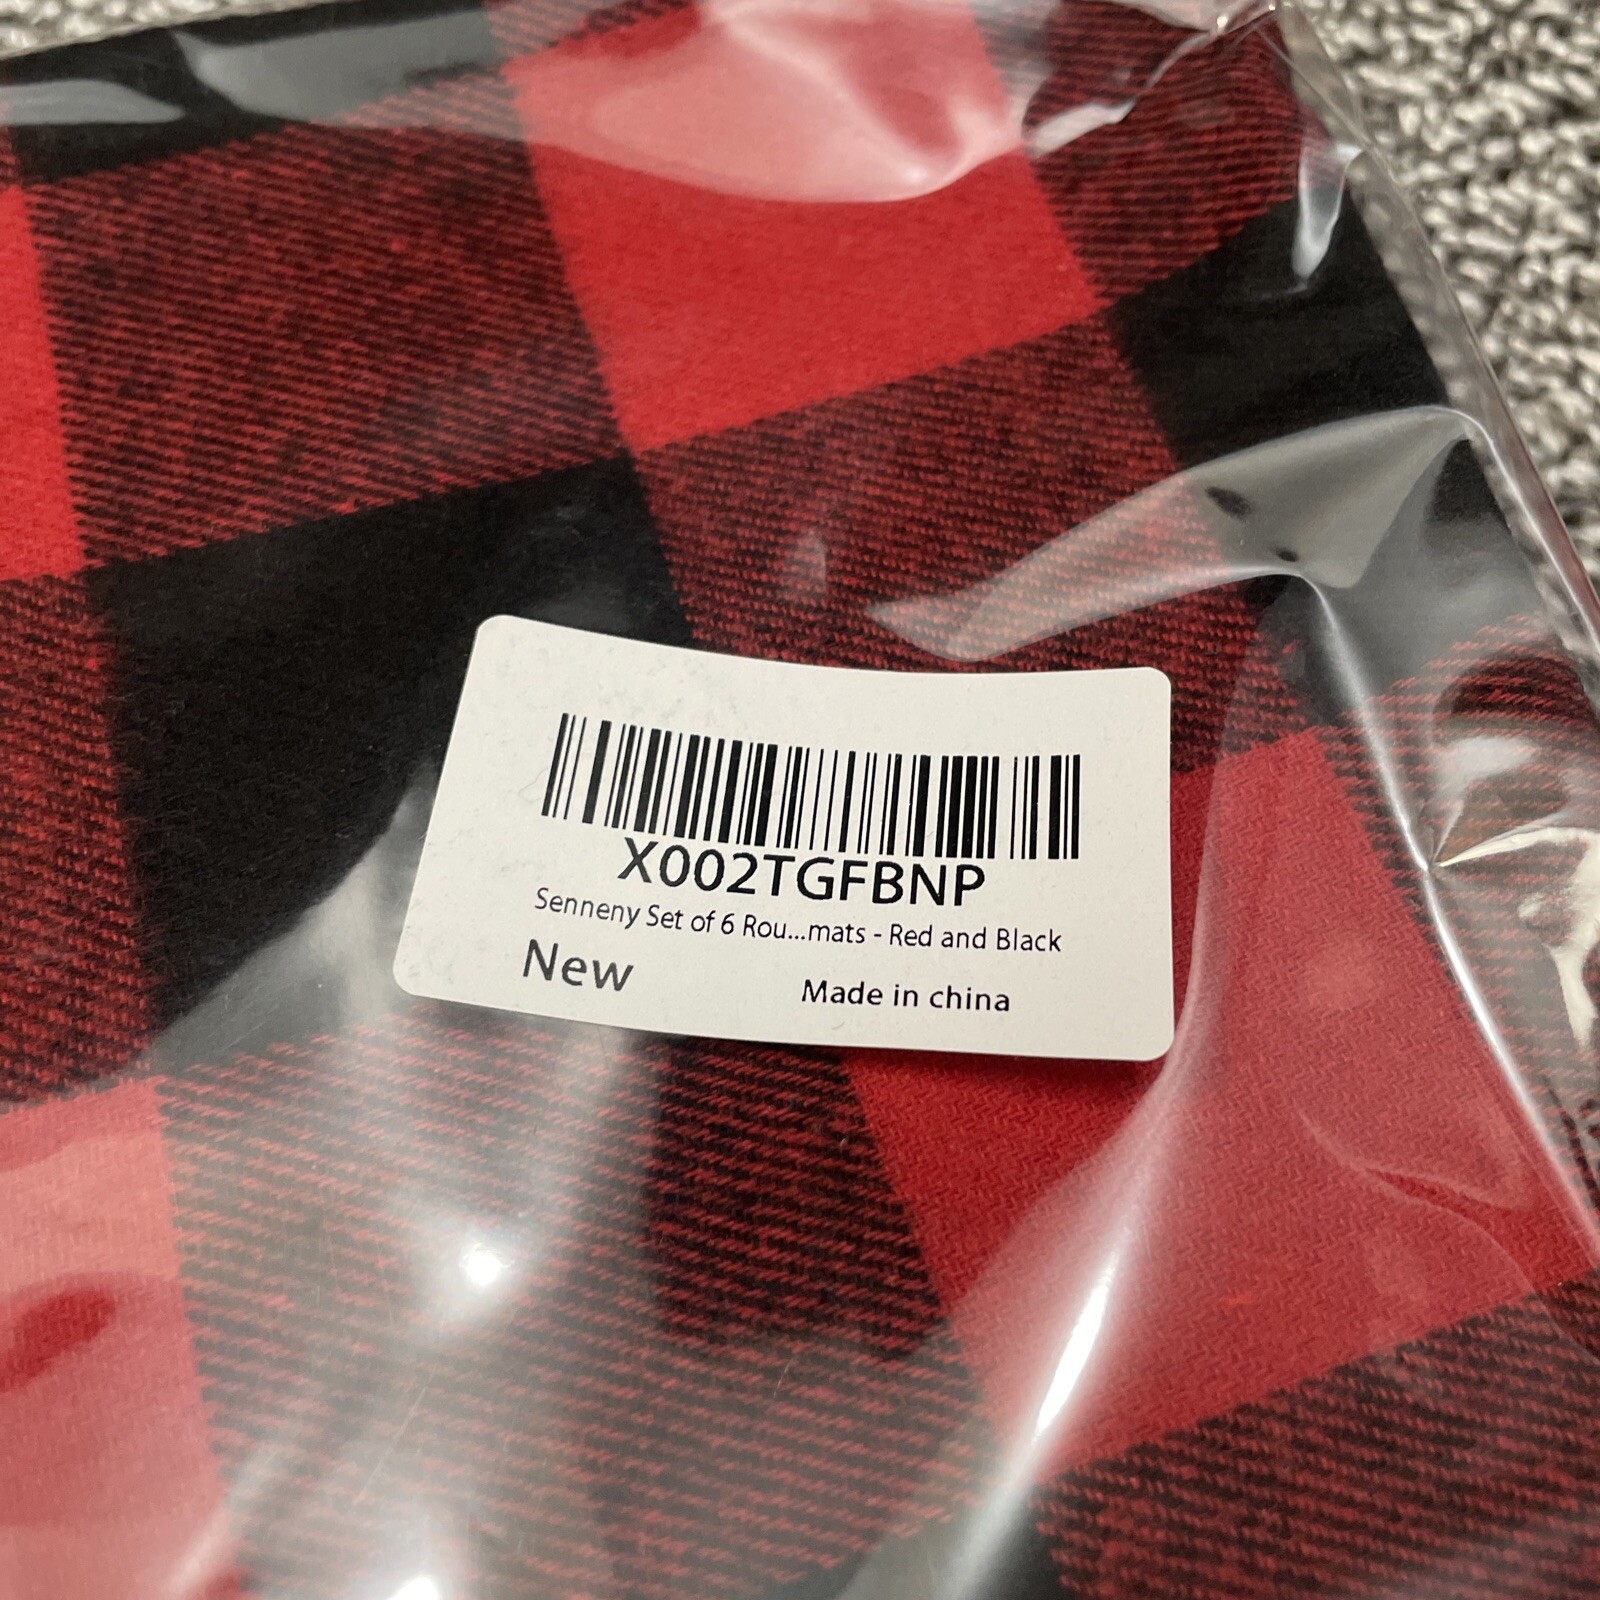 X002TGFBNP
Senneny Set of 6 Rou...mats - Red and Black
New
Made in china